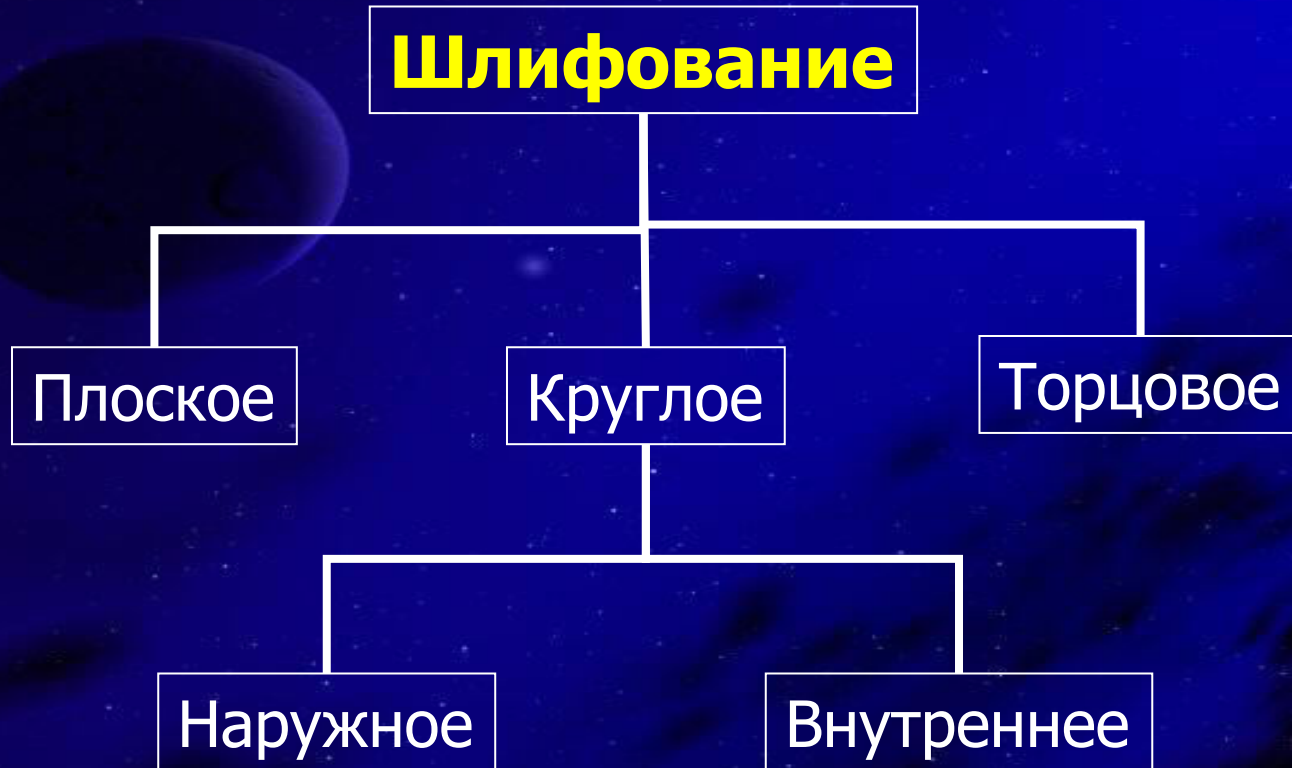 Шлифование
Плоское
Круглое
Торцовое
Наружное
Внутреннее